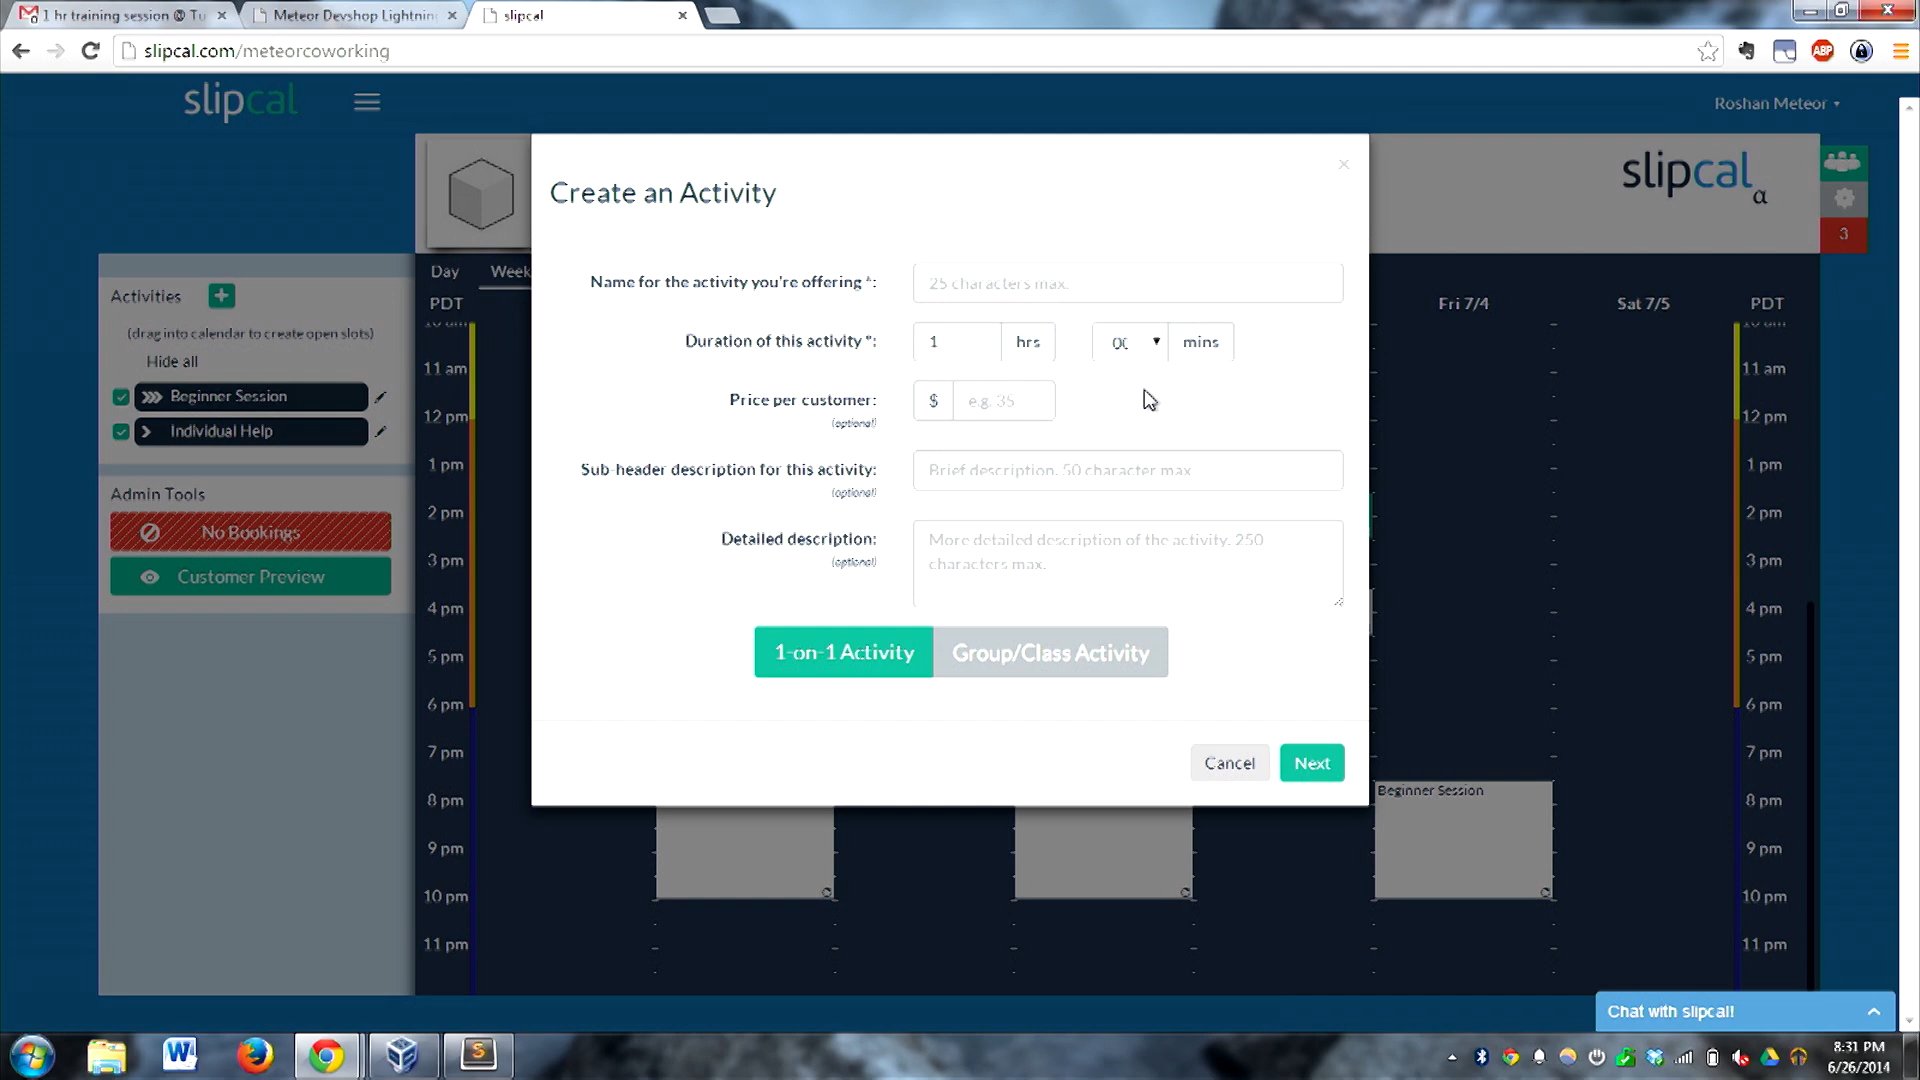 1 hr training session @ Tu
Meteor Devshop Lightning
slipcal
slipcal.com/meteorcoworking
ABP
slipcal
Roshan Meteor
slipcal α
3
Create an Activity
Name for the activity you're offering *:
25 characters max.
Duration of this activity *:
1 hrs
00 mins
Price per customer:
(optional)
$ e.g. 35
Sub-header description for this activity:
(optional)
Brief description. 50 character max
Detailed description:
(optional)
More detailed description of the activity. 250
characters max.
1-on-1 Activity
Group/Class Activity
Cancel
Next
Activities
(drag into calendar to create open slots)
Hide all
Beginner Session
Individual Help
Admin Tools
No Bookings
Customer Preview
Day
Week
PDT
Fri 7/4
Sat 7/5
PDT
10 am
11 am
12 pm
1 pm
2 pm
3 pm
4 pm
5 pm
6 pm
7 pm
8 pm
9 pm
10 pm
11 pm
10 am
11 am
12 pm
1 pm
2 pm
3 pm
4 pm
5 pm
6 pm
7 pm
8 pm
9 pm
10 pm
11 pm
Beginner Session
Chat with slipcal!
8:31 PM
6/26/2014